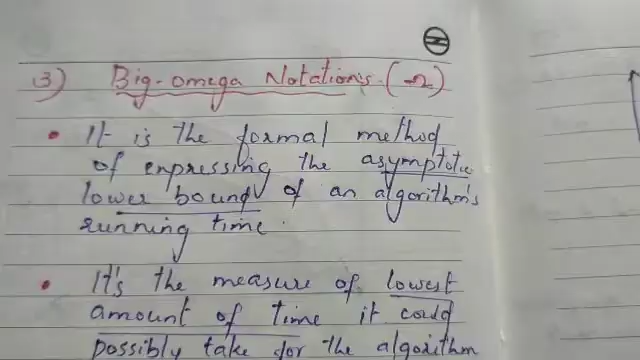 3) Big-omega Notations. (Ω)
• It is the formal method
of expressing the asymptotic
lower bound of an algorithm's
running time.
• It's the measure of lowest
amount of time it could
possibly take for the algorithm